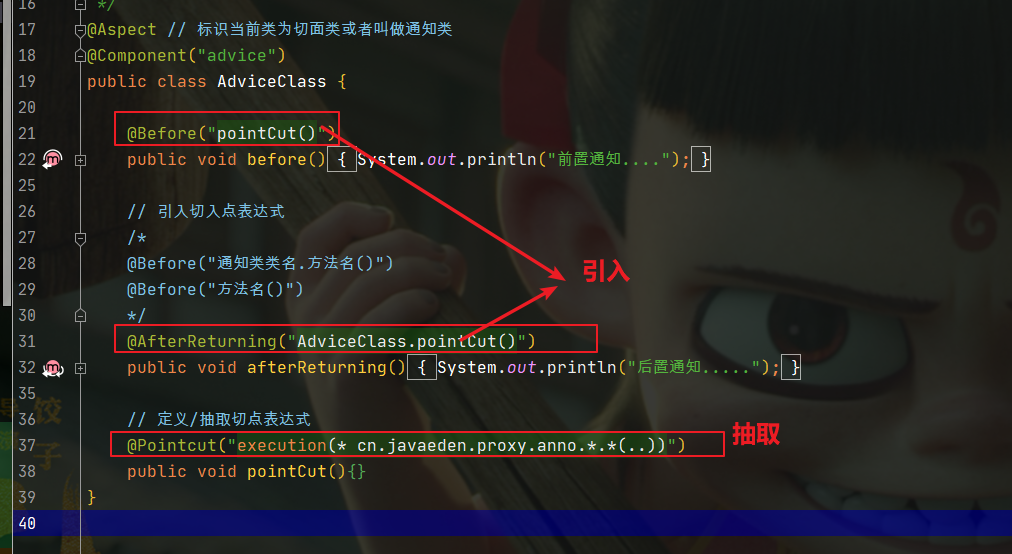 16 */
17 @Aspect // 标识当前类为切面类或者叫做通知类
18 @Component("advice")
19 public class AdviceClass {
20
21 @Before("pointCut()")
22 public void before() { System.out.println("前置通知...."); }
25
26 // 引入切入点表达式
27 /*
28 @Before("通知类类名.方法名()")
引入
29 @Before("方法名()")
30 */
31 @AfterReturning("AdviceClass.pointCut()")
32 public void afterReturning() { System.out.println("后置通知....."); }
35
36 // 定义/抽取切点表达式
37 @Pointcut("execution(* cn.javaeden.proxy.anno.*.*(..))")
抽取
38 public void pointCut(){}
39 }
40
饺
子